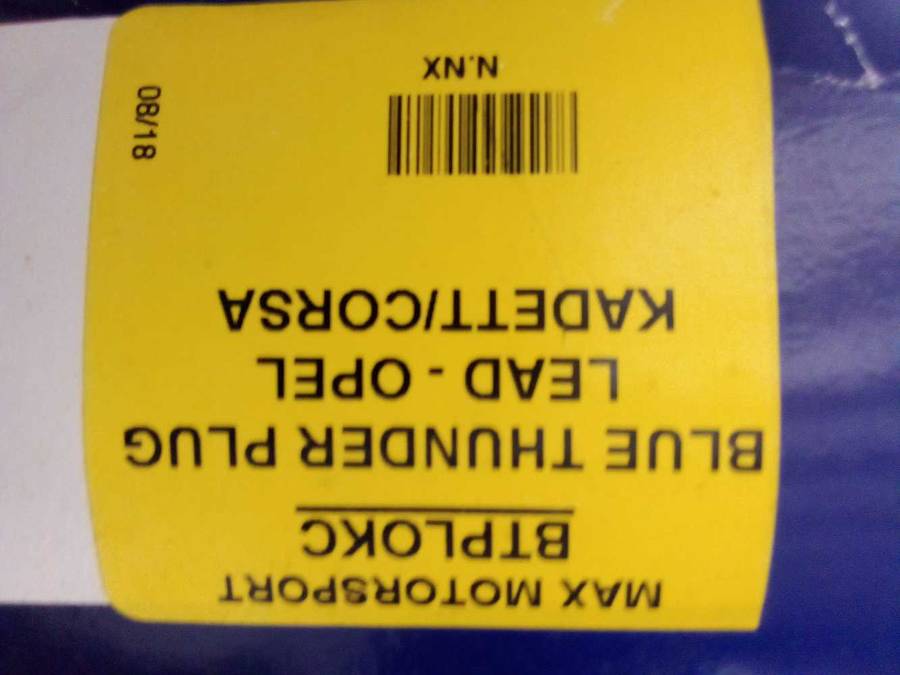 MAX MOTORSPORT
BTPLOKC
BLUE THUNDER PLUG
LEAD - OPEL
KADETT/CORSA
N.NX
08/18